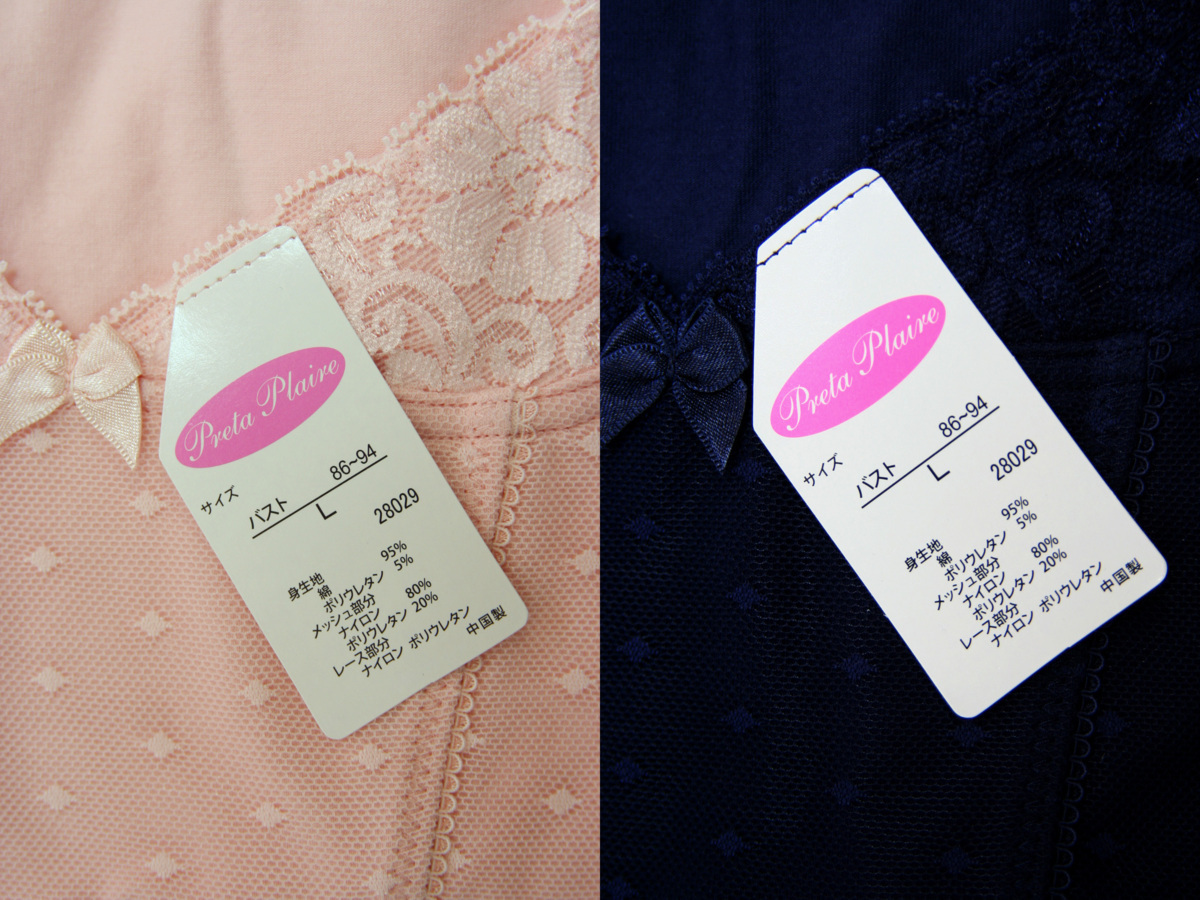 Preta Plaire
サイズ
バスト 86~94
L
28029
身生地
綿 95%
ポリウレタン 5%
メッシュ部分
ナイロン 80%
ポリウレタン 20%
レース部分
ナイロン ポリウレタン
中国製
Preta Plaire
サイズ
バスト 86~94
L
28029
身生地
綿 95%
ポリウレタン 5%
メッシュ部分
ナイロン 80%
ポリウレタン 20%
レース部分
ナイロン ポリウレタン
中国製